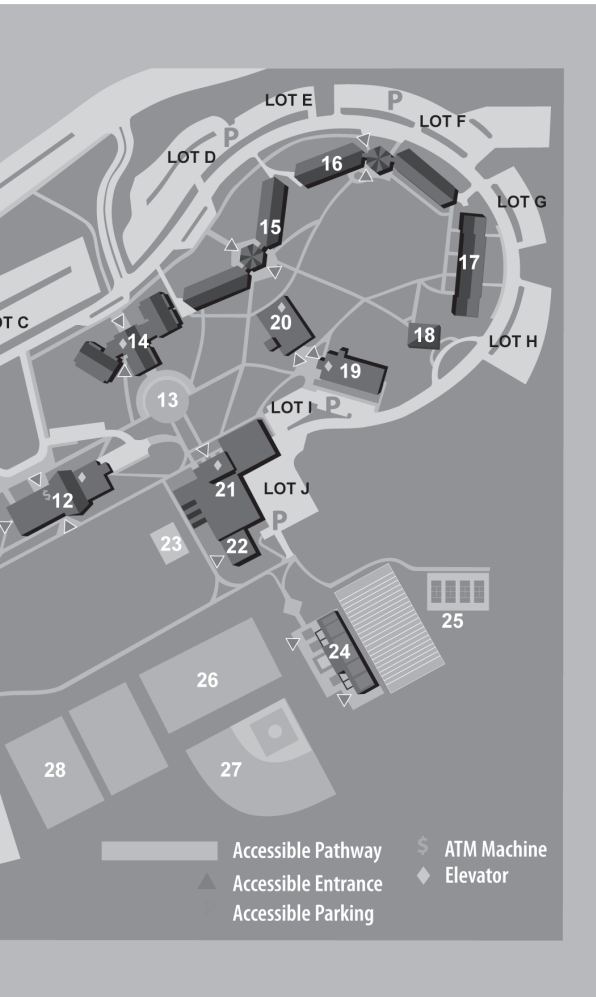 LOT E
P
LOT F
P
LOT D
16
LOT G
15
17
OT C
20
18
14
LOT H
19
13
LOT I P
21
LOT J
$ 12
P
23
22
25
24
26
28
27
Accessible Pathway
$ ATM Machine
Accessible Entrance
Elevator
P Accessible Parking